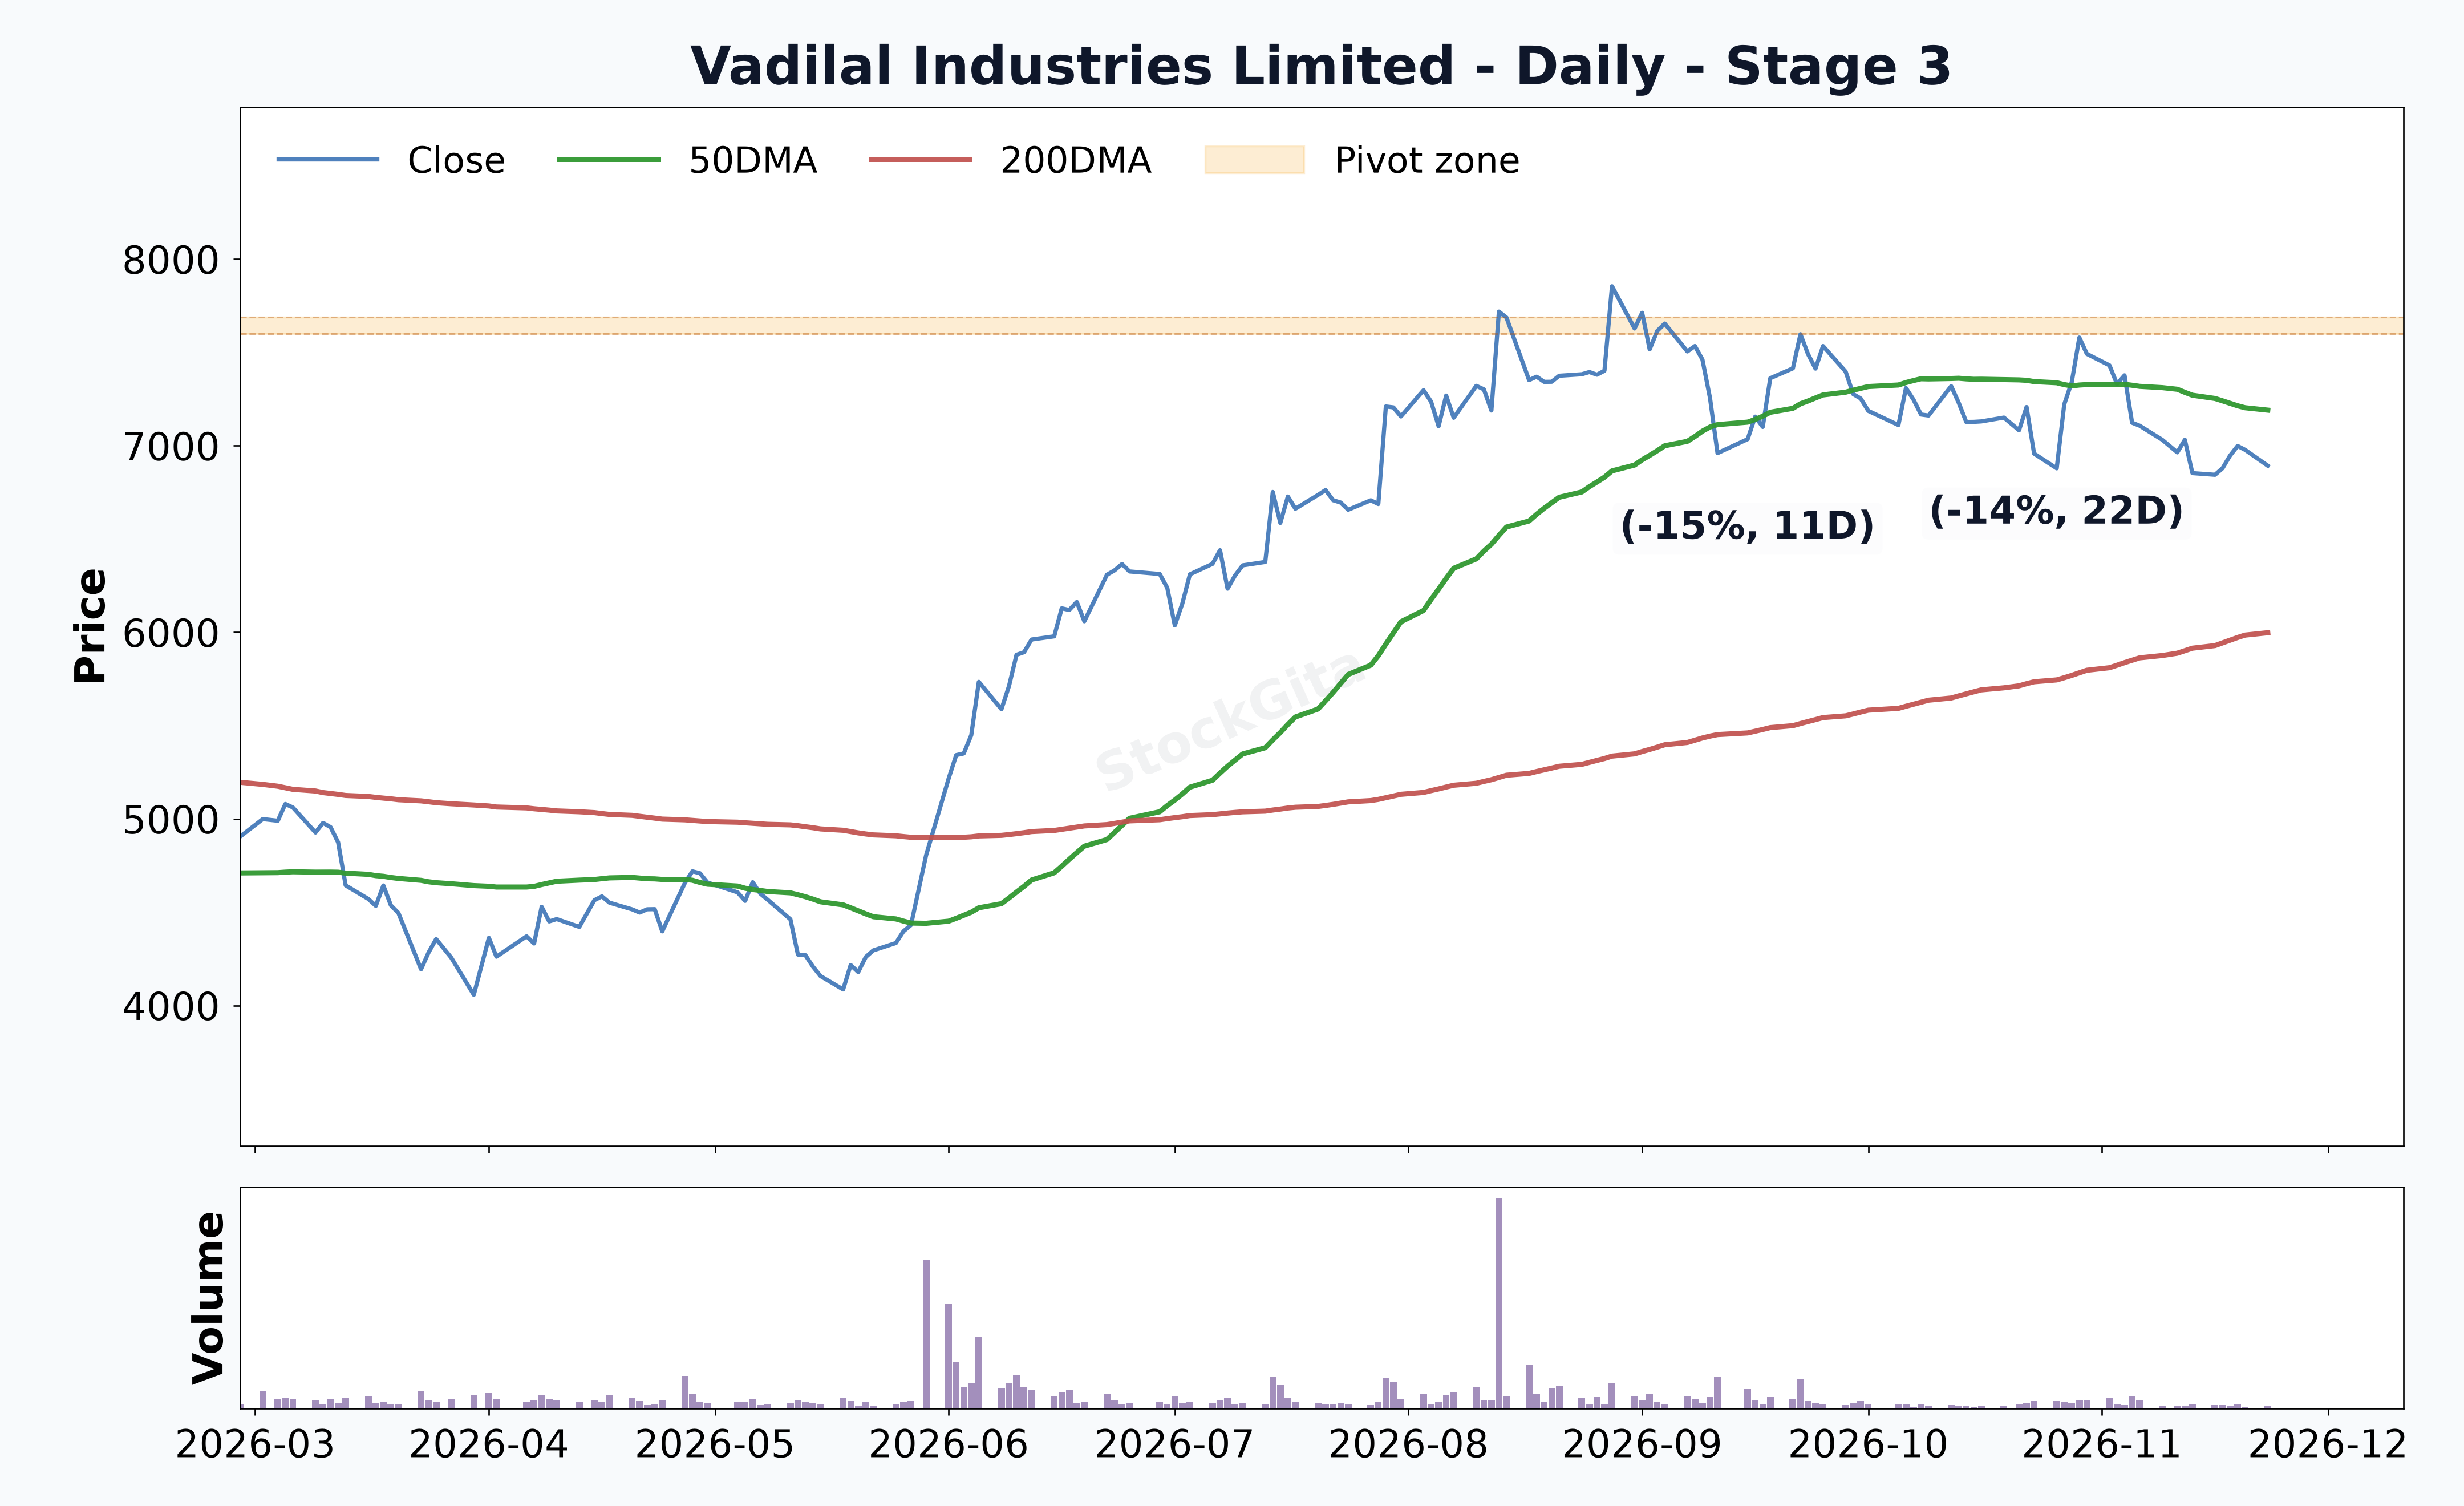 Vadilal Industries Limited - Daily - Stage 3
Close 50DMA 200DMA Pivot zone
8000
7000
6000
5000
4000
Price
(-15%, 11D)
(-14%, 22D)
StockGita
Volume
2026-03 2026-04 2026-05 2026-06 2026-07 2026-08 2026-09 2026-10 2026-11 2026-12